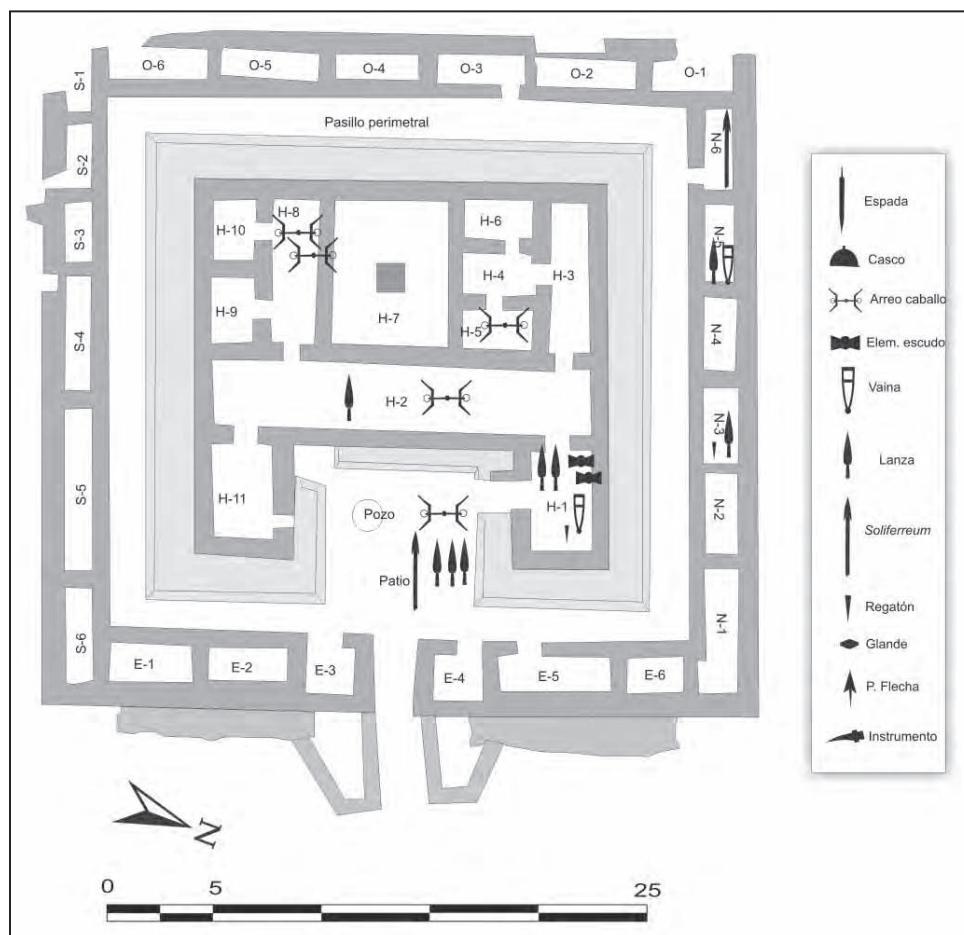 O-6
O-5
O-4
O-3
O-2
O-1
S-1
S-2
S-3
S-4
S-5
S-6
Pasillo perimetral
H-10
H-8
H-6
H-4
H-3
H-9
H-7
H-5
H-2
H-11
Pozo
H-1
Patio
N-6
N-5
N-4
N-3
N-2
N-1
E-1
E-2
E-3
E-4
E-5
E-6
Espada
Casco
Arreo caballo
Elem. escudo
Vaina
Lanza
Soliferreum
Regatón
Glande
P. Flecha
Instrumento
N
0 5 25